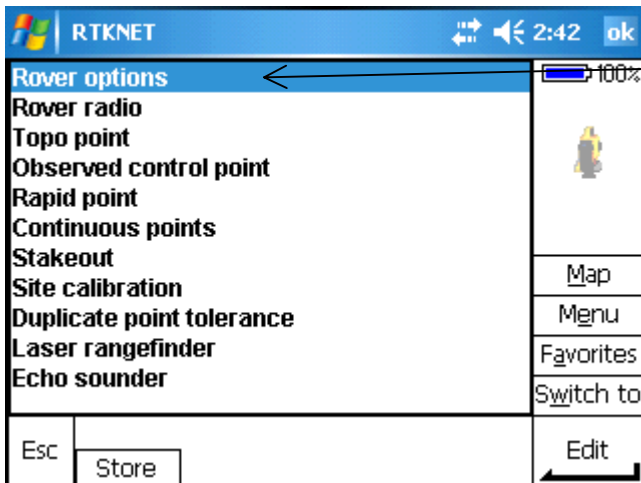 RTKNET 2:42 ok
Rover options
100%
Rover radio
Topo point
Observed control point
Rapid point
Continuous points
Stakeout
Site calibration
Duplicate point tolerance
Laser rangefinder
Echo sounder
Map
Menu
Favorites
Switch to
Esc
Store
Edit